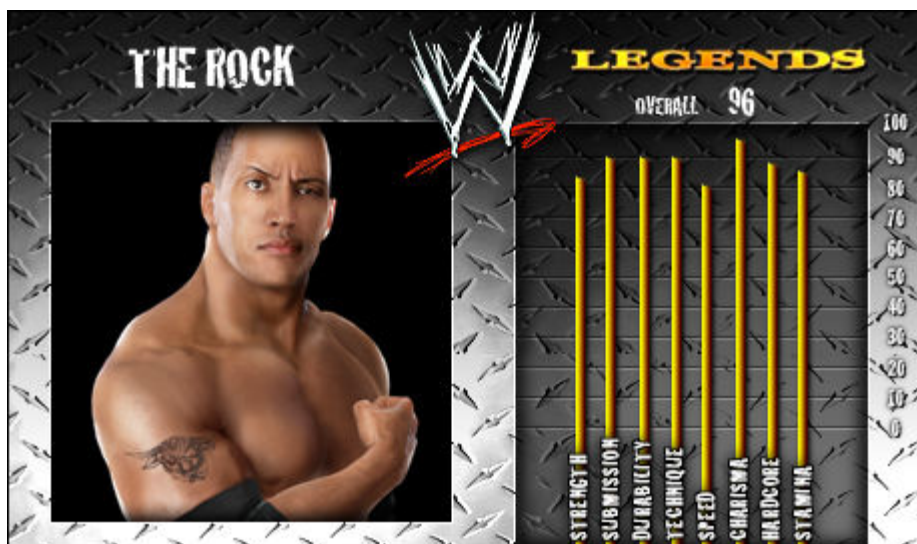 THE ROCK
W
LEGENDS
OVERALL 96
100
90
80
70
60
50
40
30
20
10
0
STRENGTH
SUBMISSION
DURABILITY
TECHNIQUE
SPEED
CHARISMA
HARDCORE
STAMINA